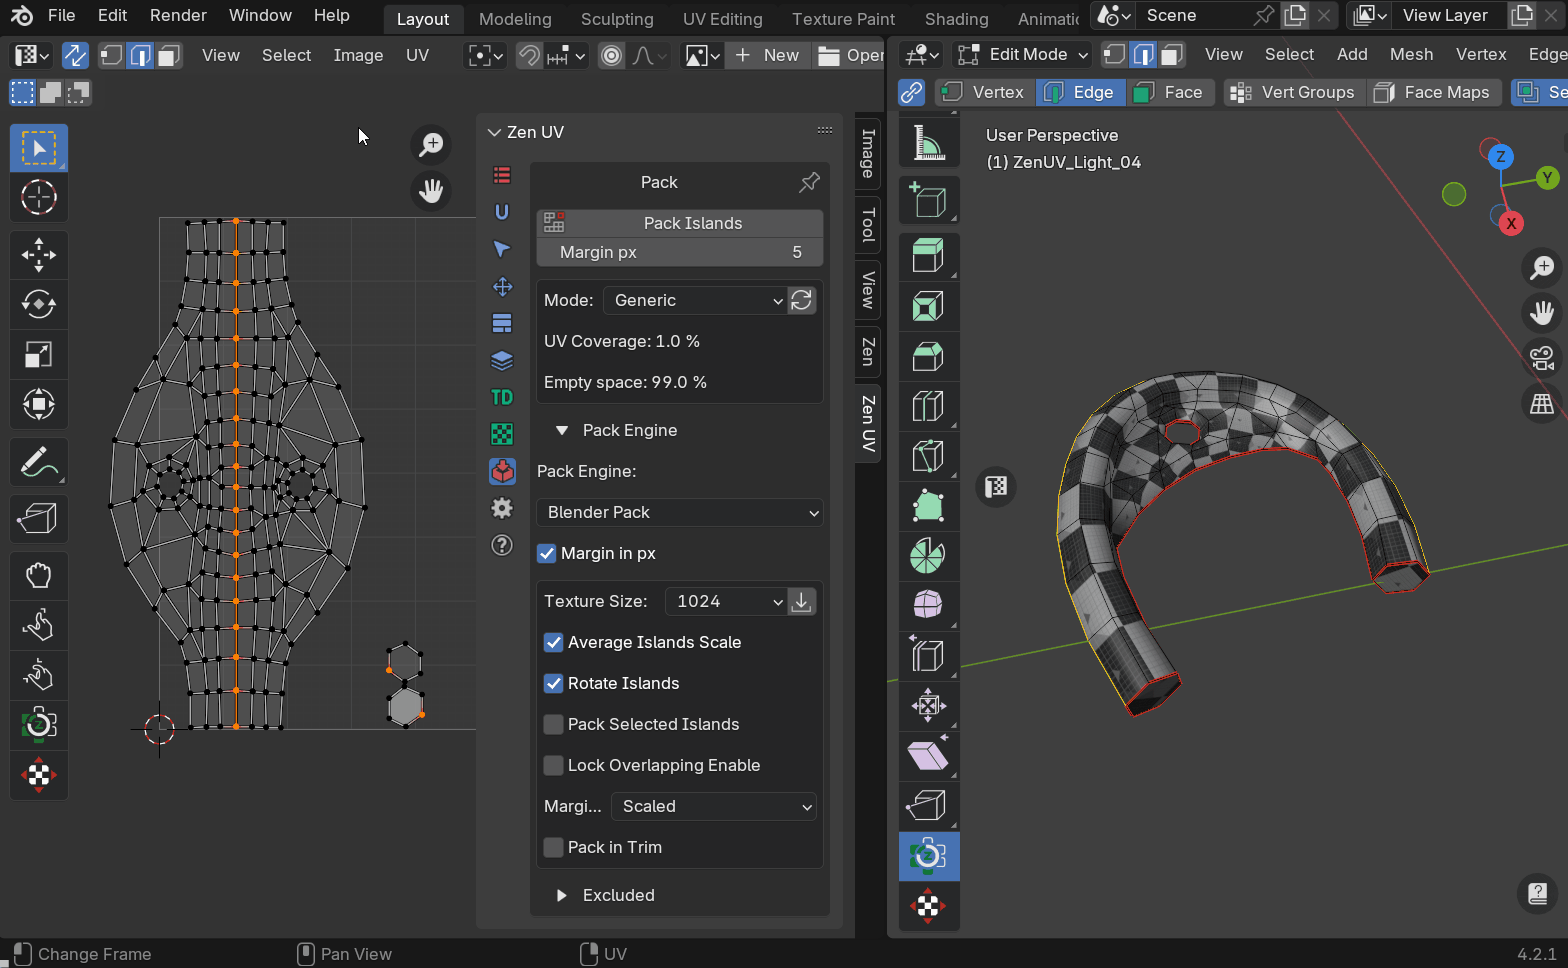 File Edit Render Window Help Layout Modeling Sculpting UV Editing Texture Paint Shading Animatic Scene View Layer
View Select Image UV New Open Edit Mode View Select Add Mesh Vertex Edge
Vertex Edge Face Vert Groups Face Maps Se
Zen UV
Pack
Pack Islands
Margin px 5
Mode: Generic
UV Coverage: 1.0 %
Empty space: 99.0 %
Pack Engine
Pack Engine:
Blender Pack
Margin in px
Texture Size: 1024
Average Islands Scale
Rotate Islands
Pack Selected Islands
Lock Overlapping Enable
Margi... Scaled
Pack in Trim
Excluded
TD
Image
Tool
View
Zen
Zen UV
User Perspective
(1) ZenUV_Light_04
Z
Y
X
Change Frame Pan View UV 4.2.1